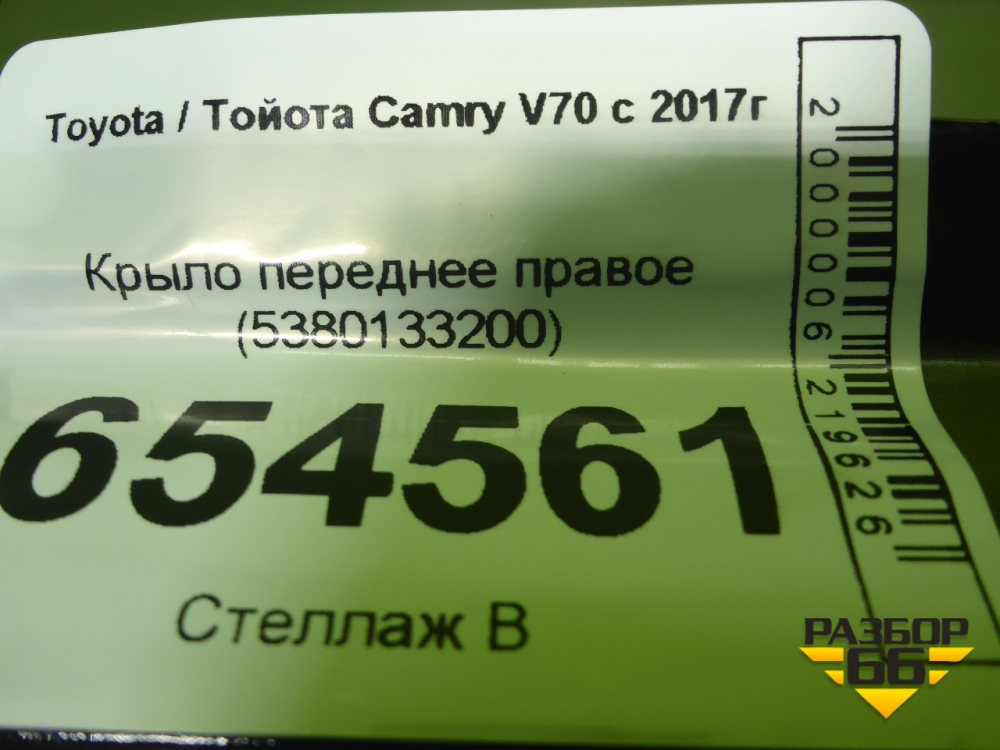 Toyota / Тойота Camry V70 с 2017г
Крыло переднее правое
(5380133200)
654561
Стеллаж В
2000006219626
РАЗБОР
66